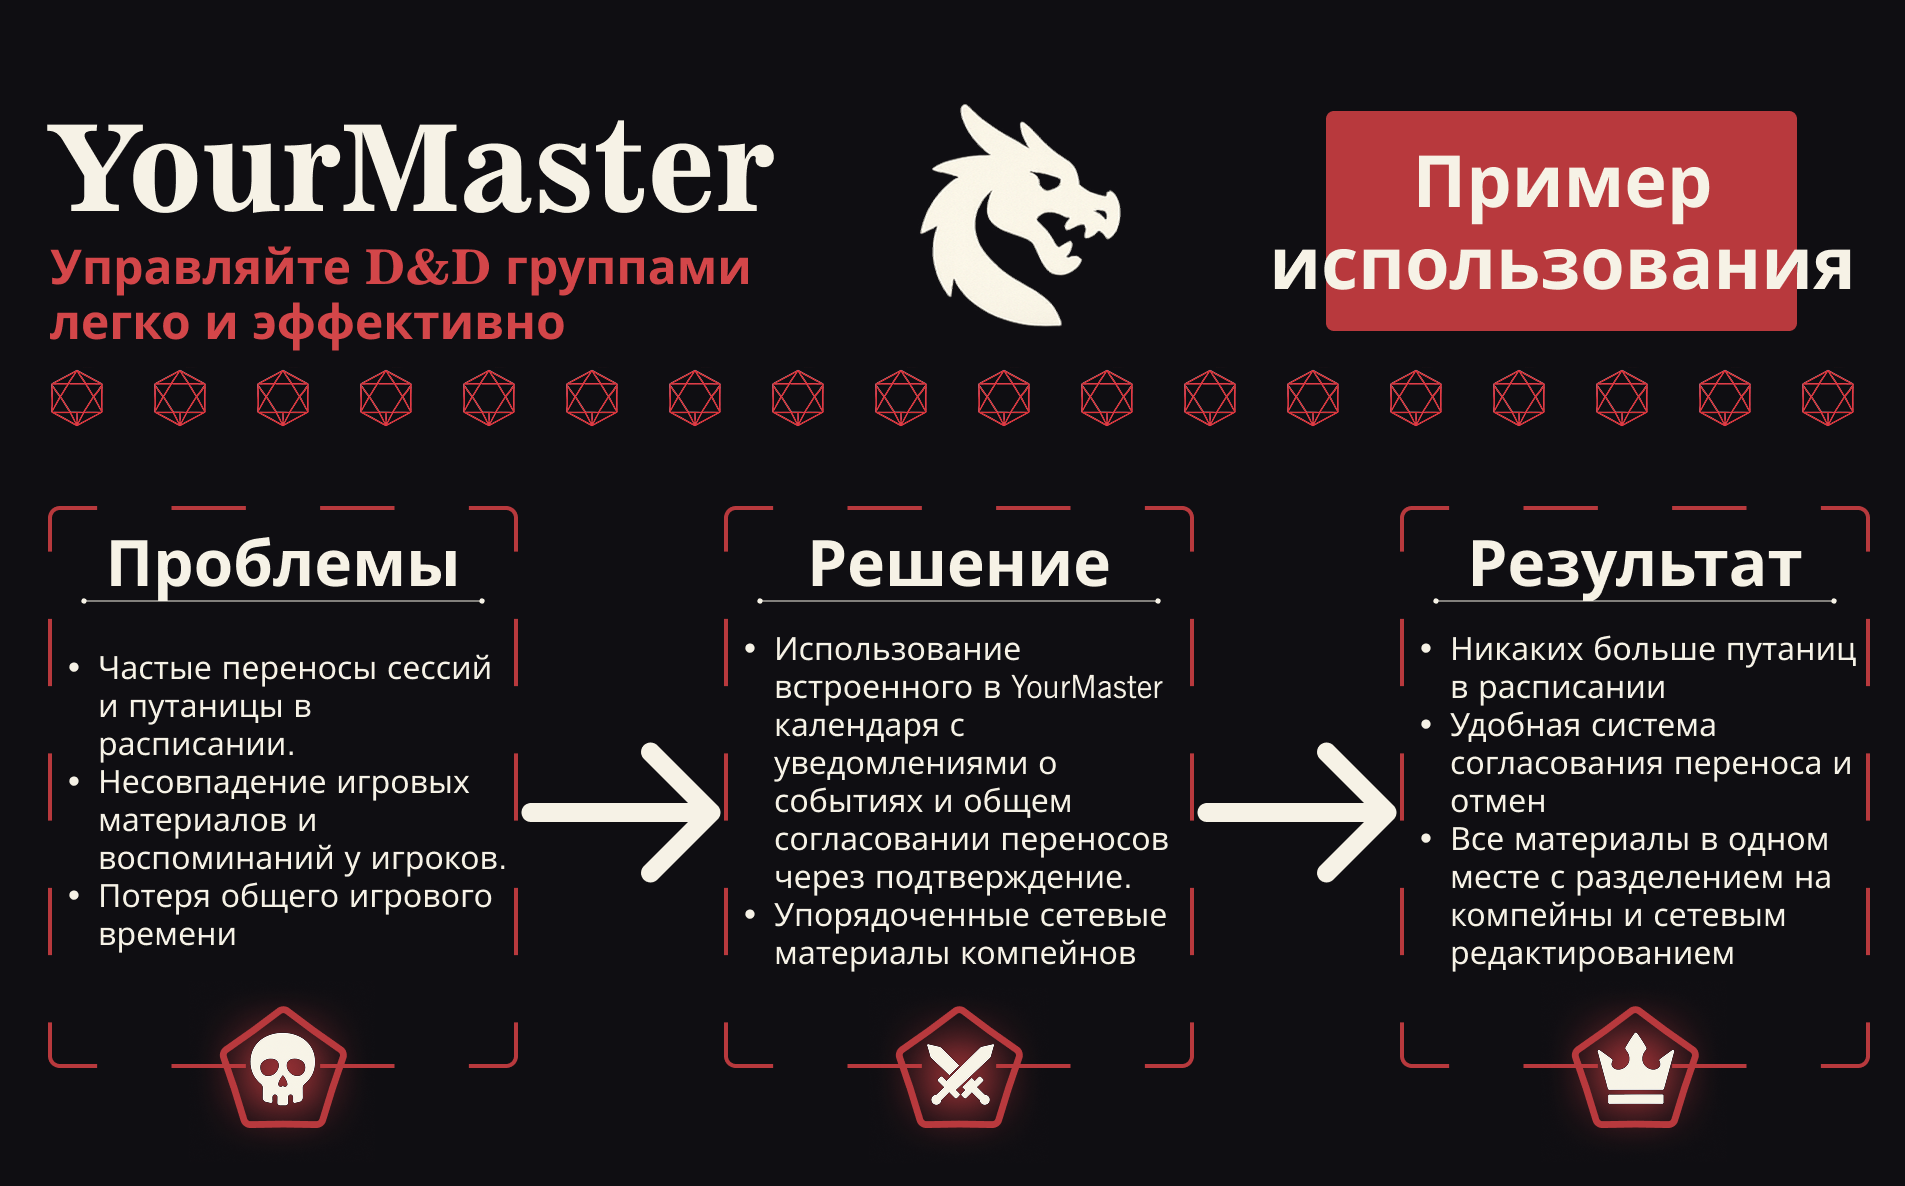 YourMaster
Управляйте D&D группами
легко и эффективно
Пример
использования
Проблемы
• Частые переносы сессий
и путаницы в
расписании.
• Несовпадение игровых
материалов и
воспоминаний у игроков.
• Потеря общего игрового
времени
Решение
• Использование
встроенного в YourMaster
календаря с
уведомлениями о
событиях и общем
согласовании переносов
через подтверждение.
• Упорядоченные сетевые
материалы компейнов
Результат
• Никаких больше путаниц
в расписании
• Удобная система
согласования переноса и
отмен
• Все материалы в одном
месте с разделением на
компейны и сетевым
редактированием